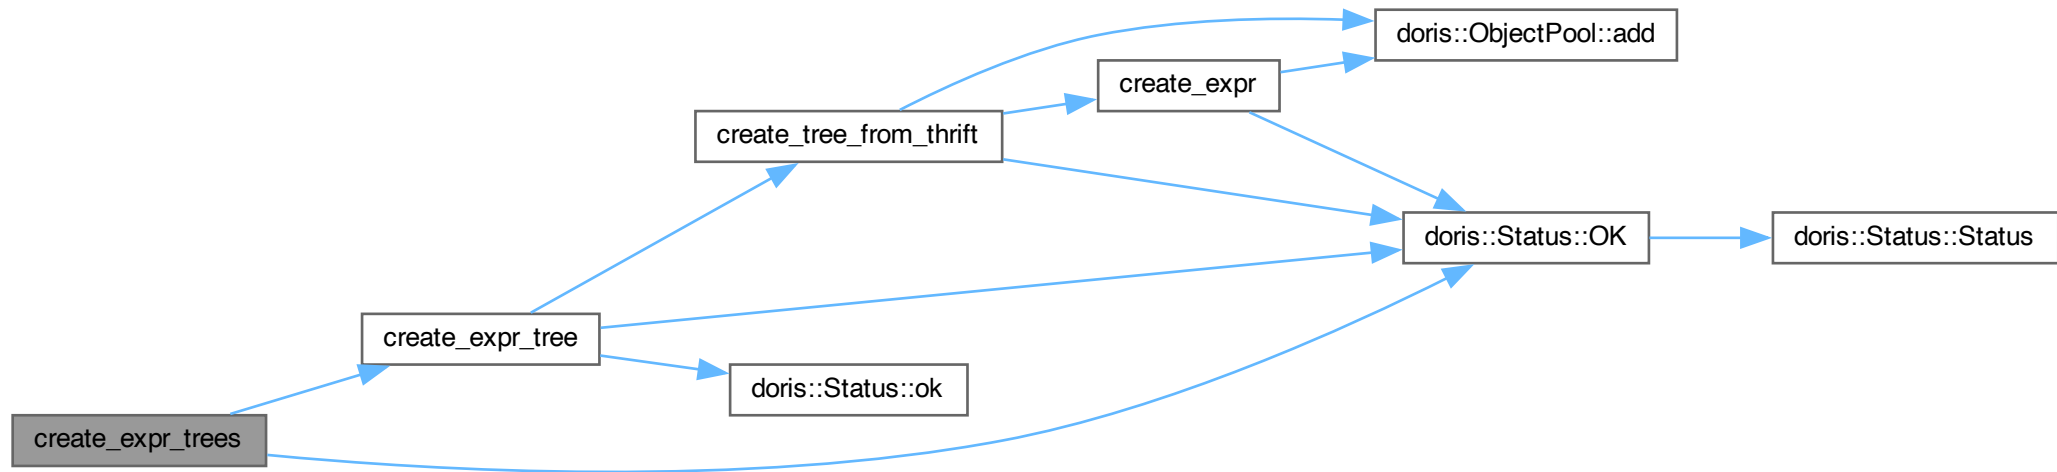 doris::ObjectPool::add
create_expr
create_tree_from_thrift
doris::Status::OK
doris::Status::Status
create_expr_tree
doris::Status::ok
create_expr_trees